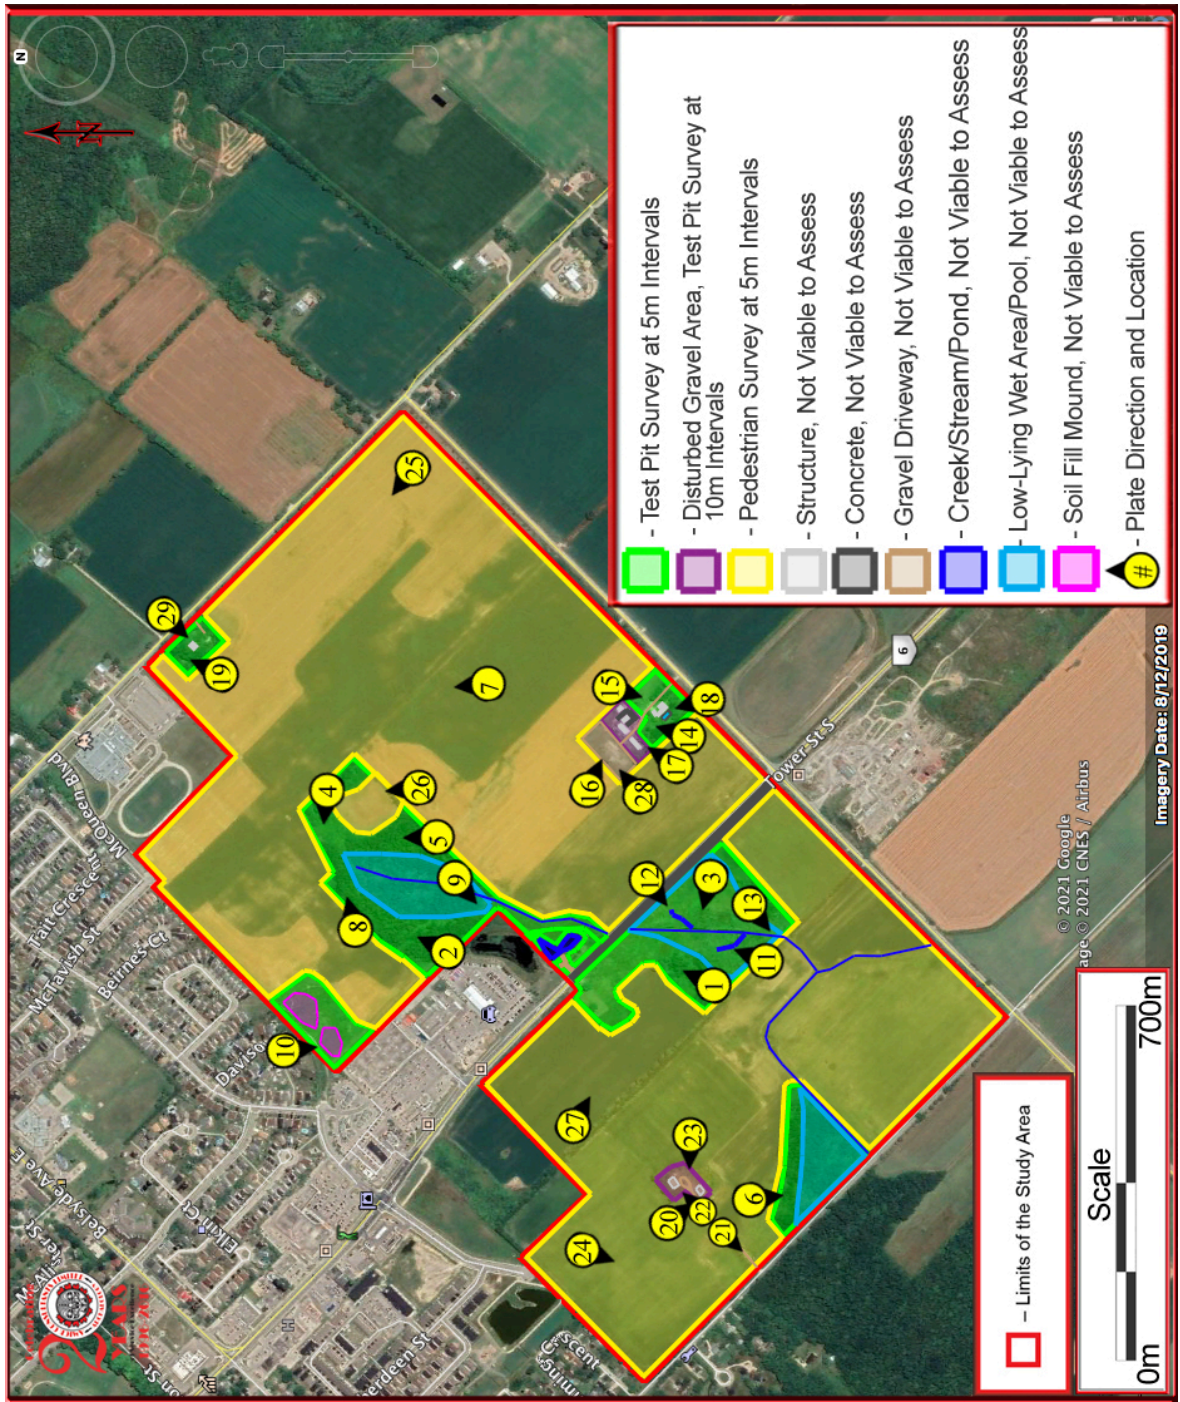 N
N
McQueen Blvd
Tait Crescent
McTavish St
Beirnes Ct
Daviso
Belsyde Ave E
Elkin Ct
Tower St S
6
29
19
25
7
4
26
5
8
9
2
10
15
18
14
17
16
28
12
3
13
11
1
27
23
20
22
21
6
24
- Test Pit Survey at 5m Intervals
- Disturbed Gravel Area, Test Pit Survey at
10m Intervals
- Pedestrian Survey at 5m Intervals
- Structure, Not Viable to Assess
- Concrete, Not Viable to Assess
- Gravel Driveway, Not Viable to Assess
- Creek/Stream/Pond, Not Viable to Assess
- Low-Lying Wet Area/Pool, Not Viable to Assess
- Soil Fill Mound, Not Viable to Assess
# - Plate Direction and Location
© 2021 Google
age © 2021 CNES / Airbus
Imagery Date: 8/12/2019
– Limits of the Study Area
Scale
0m
700m